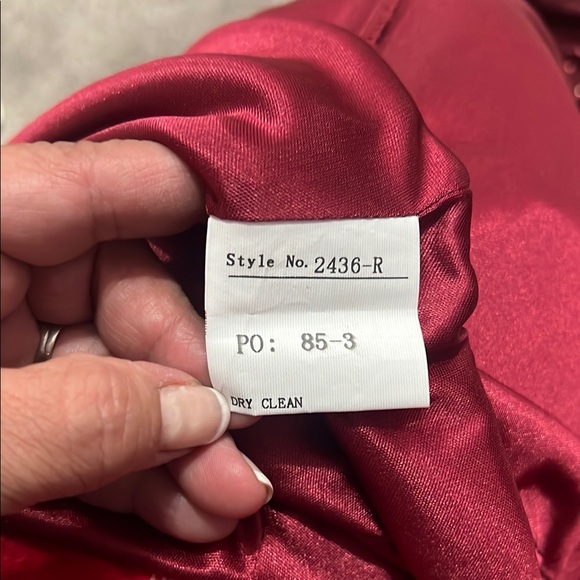 Style No. 2436-R
PO: 85-3
DRY CLEAN